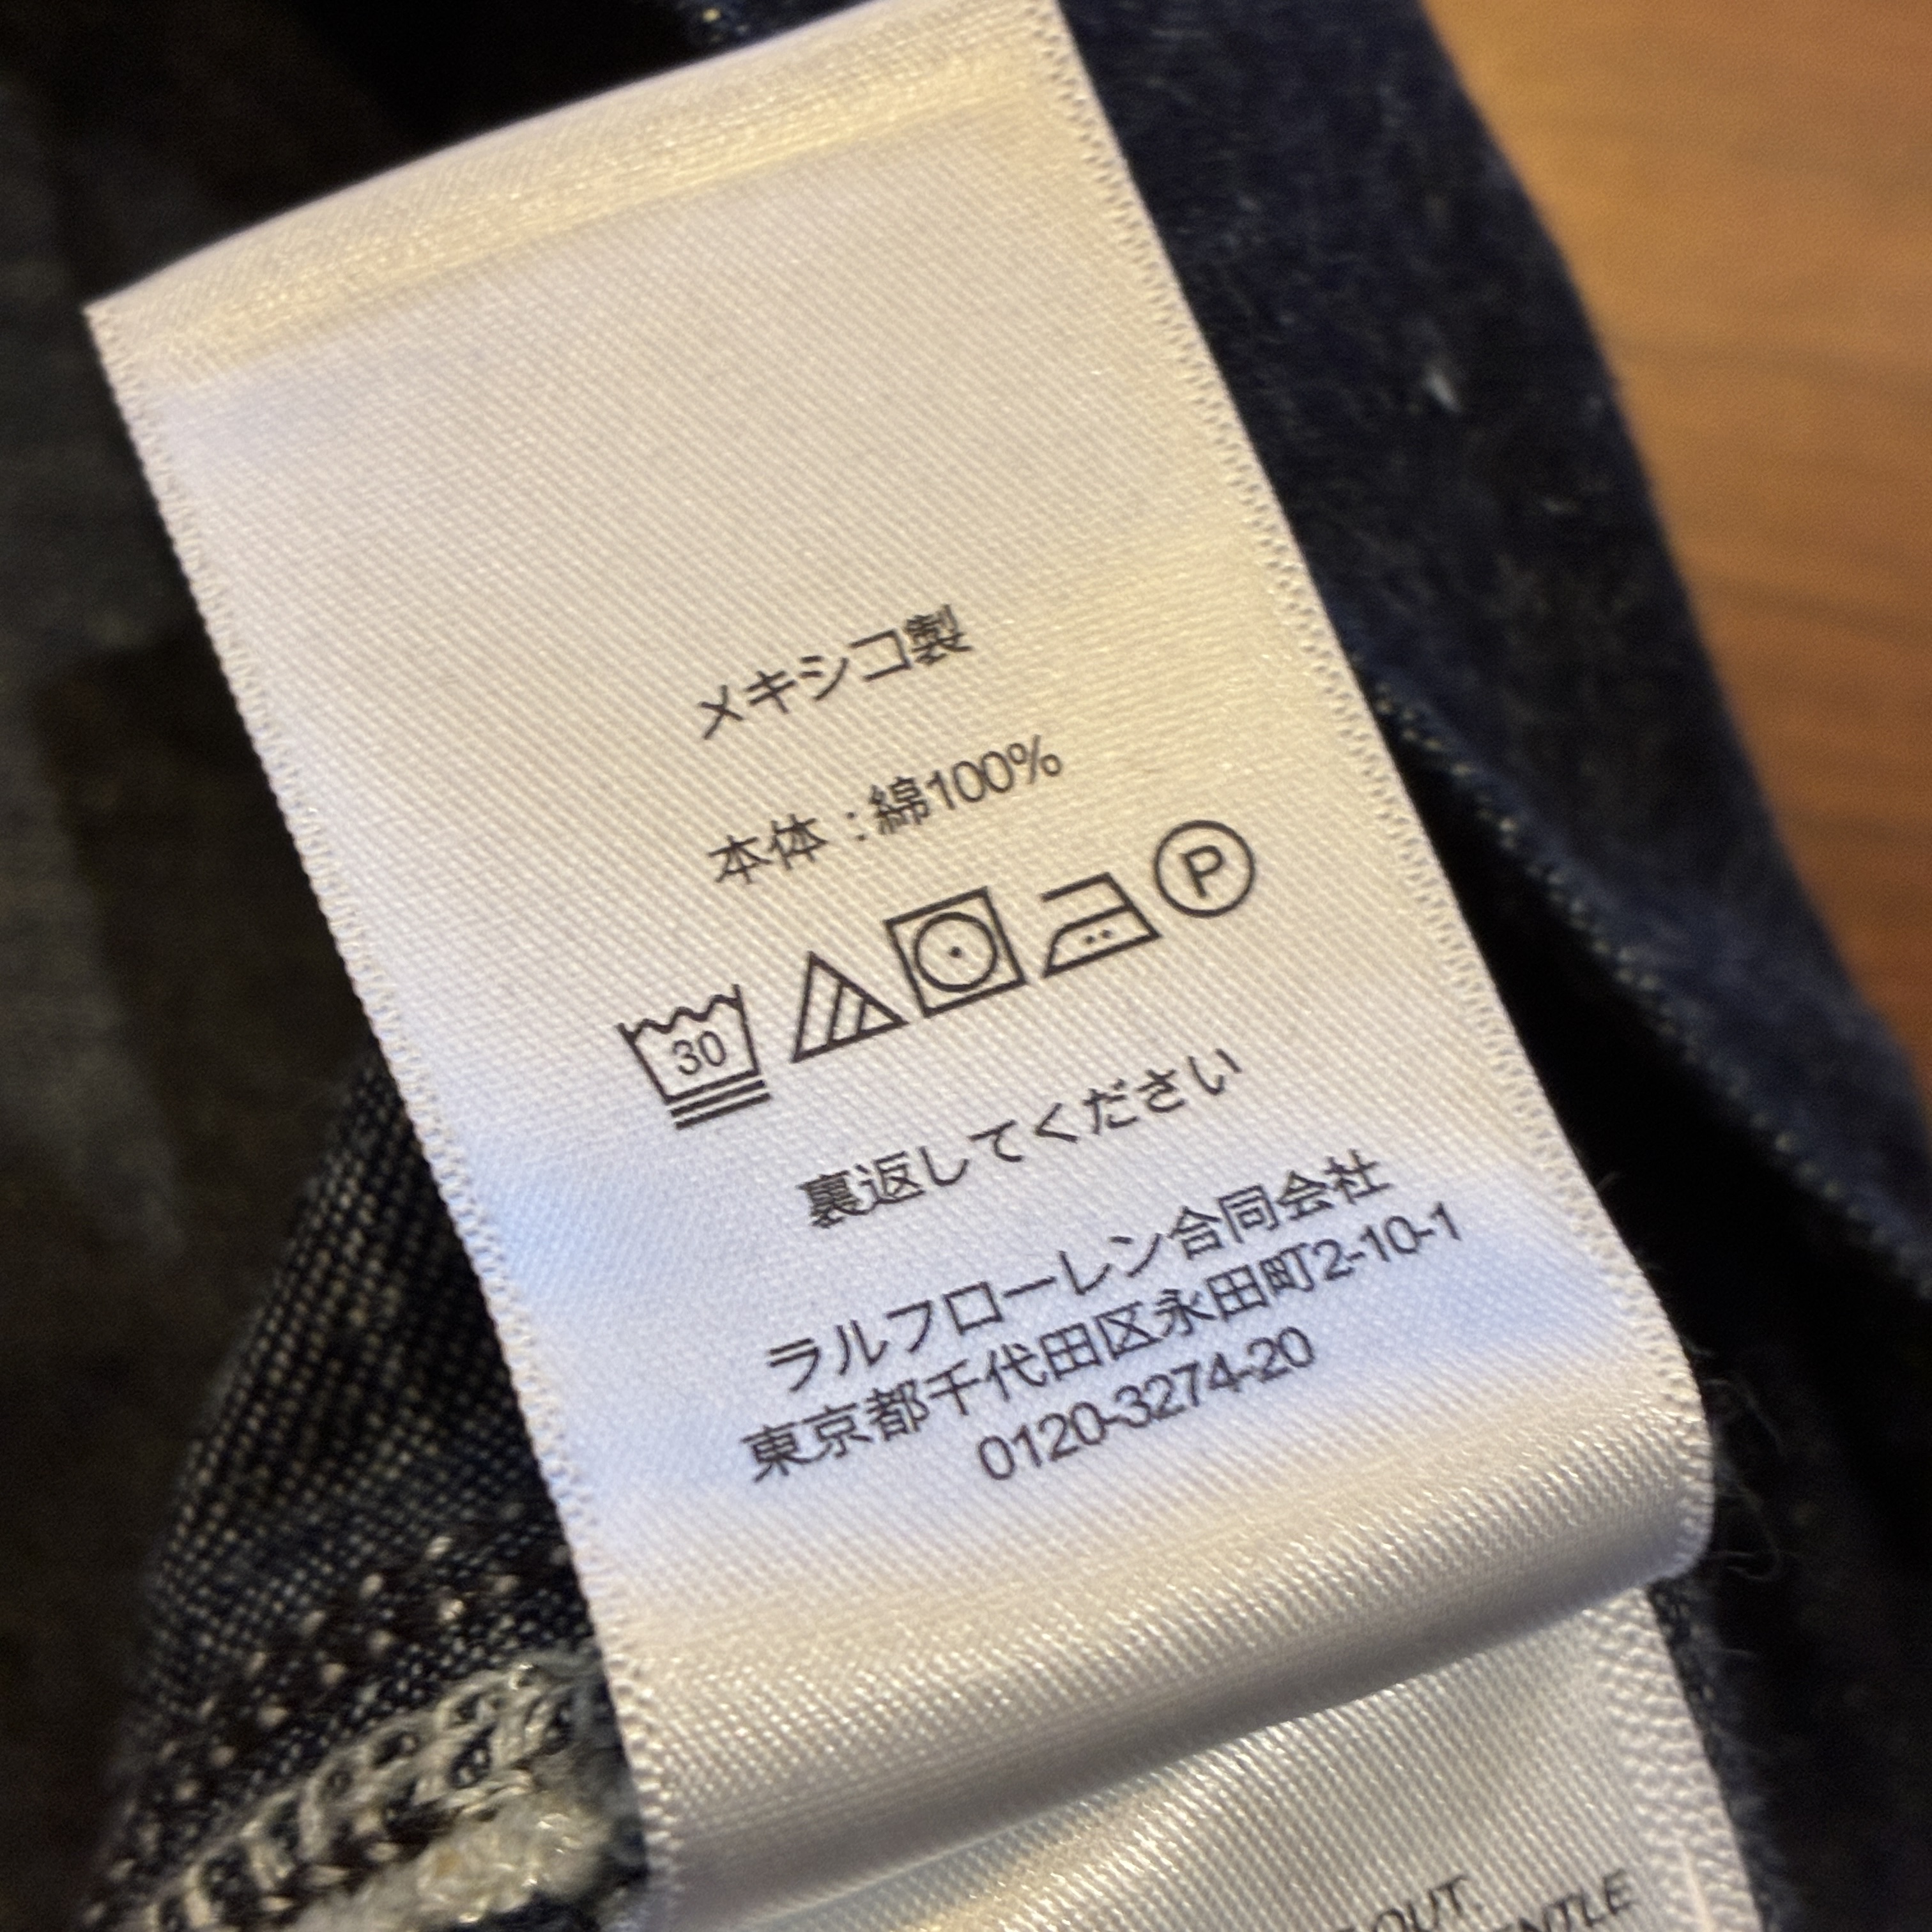 メキシコ製
本体:綿100%
P
30
裏返してください
ラルフローレン合同会社
東京都千代田区永田町2-10-1
0120-3274-20
OUT.